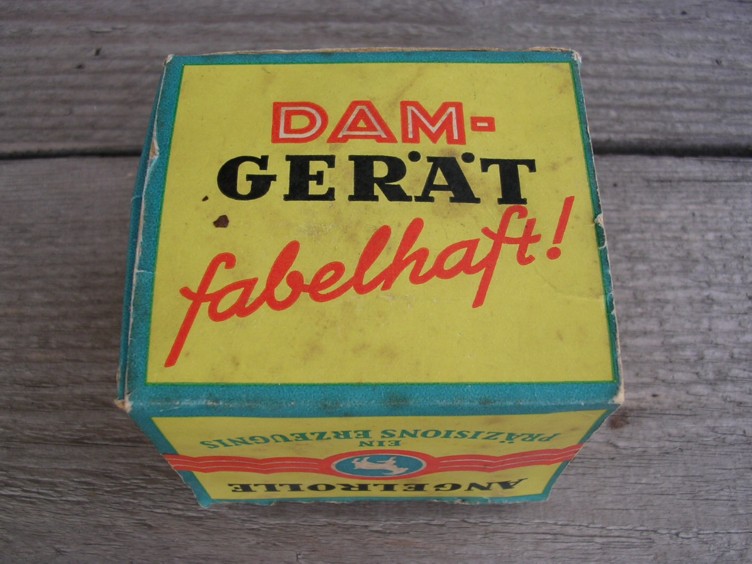 DAM-
GERÄT
fabelhaft!
ANGELROLLE
EIN
PRÄZISIONS ERZEUGNIS